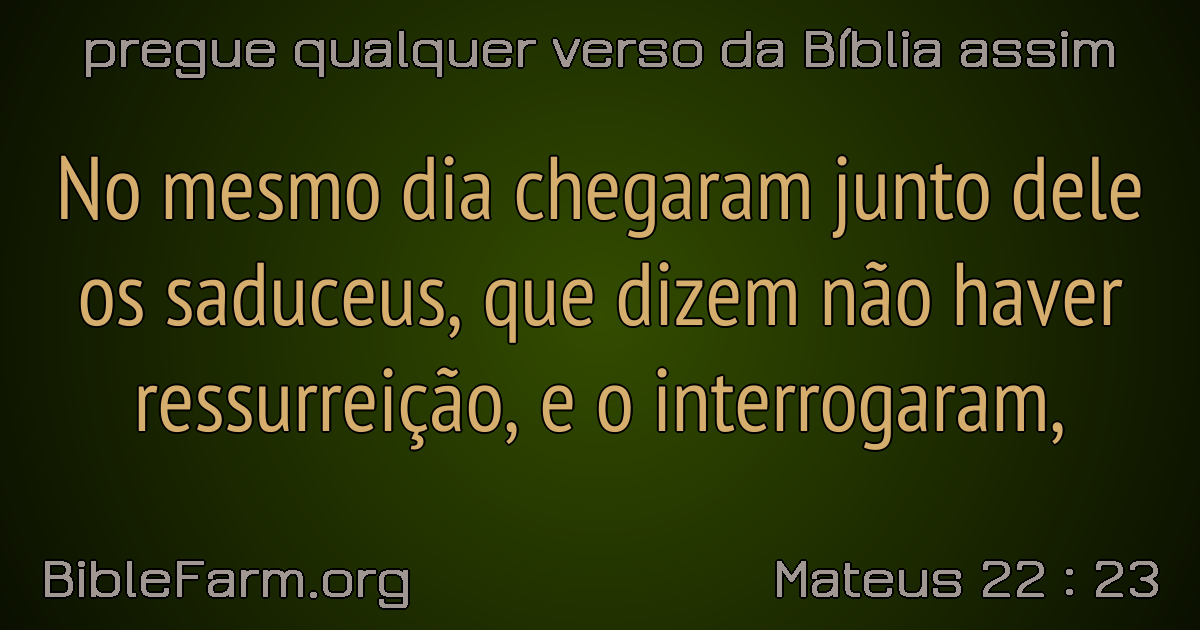 pregue qualquer verso da Bíblia assim
No mesmo dia chegaram junto dele
os saduceus, que dizem não haver
ressurreição, e o interrogaram,
BibleFarm.org
Mateus 22 : 23